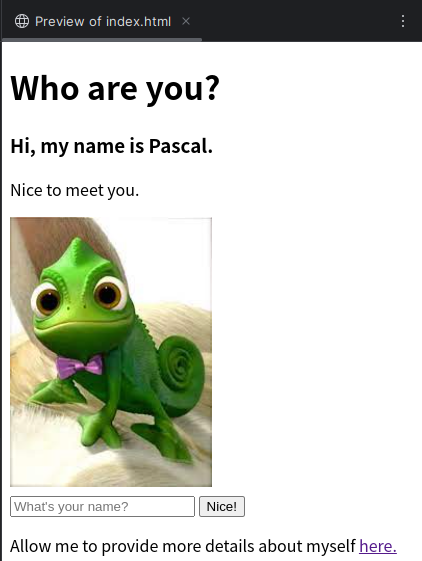 Preview of index.html
Who are you?
Hi, my name is Pascal.
Nice to meet you.
What's your name? Nice!
Allow me to provide more details about myself here.